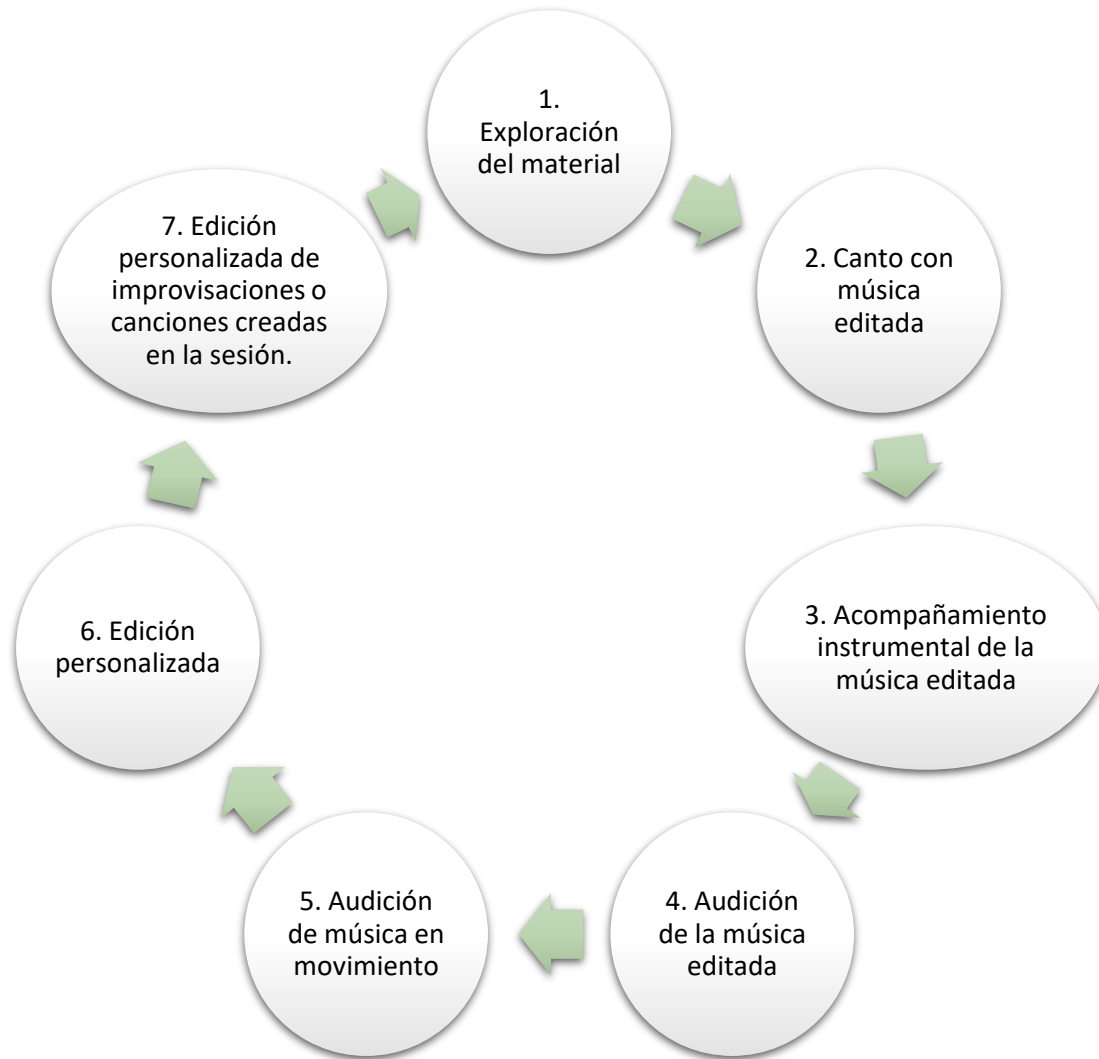 1.
Exploración
del material
2. Canto con
música
editada
3. Acompañamiento
instrumental de la
música editada
4. Audición
de la música
editada
5. Audición
de música en
movimiento
6. Edición
personalizada
7. Edición
personalizada de
improvisaciones o
canciones creadas
en la sesión.